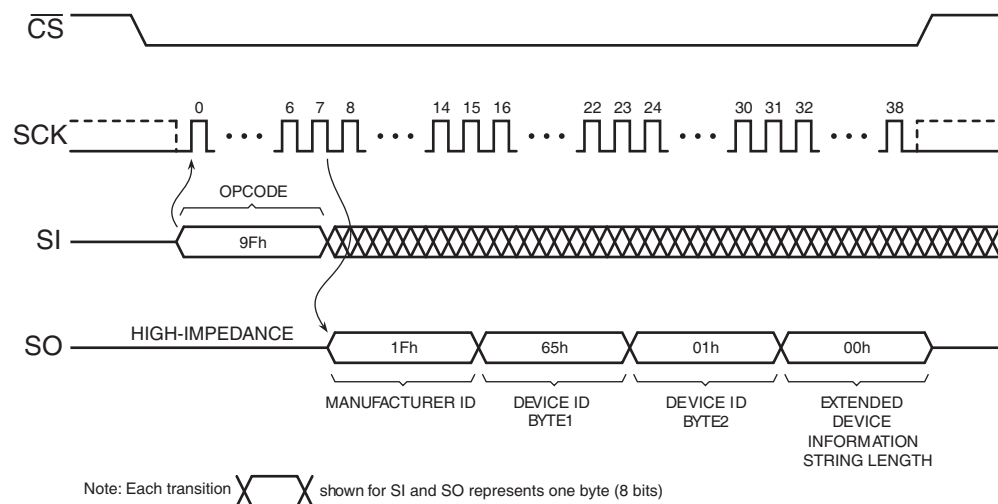 CS
0 6 7 8 14 15 16 22 23 24 30 31 32 38
SCK
OPCODE
SI
9Fh
HIGH-IMPEDANCE
SO
1Fh 65h 01h 00h
MANUFACTURER ID
DEVICE ID
BYTE1
DEVICE ID
BYTE2
EXTENDED
DEVICE
INFORMATION
STRING LENGTH
Note: Each transition shown for SI and SO represents one byte (8 bits)